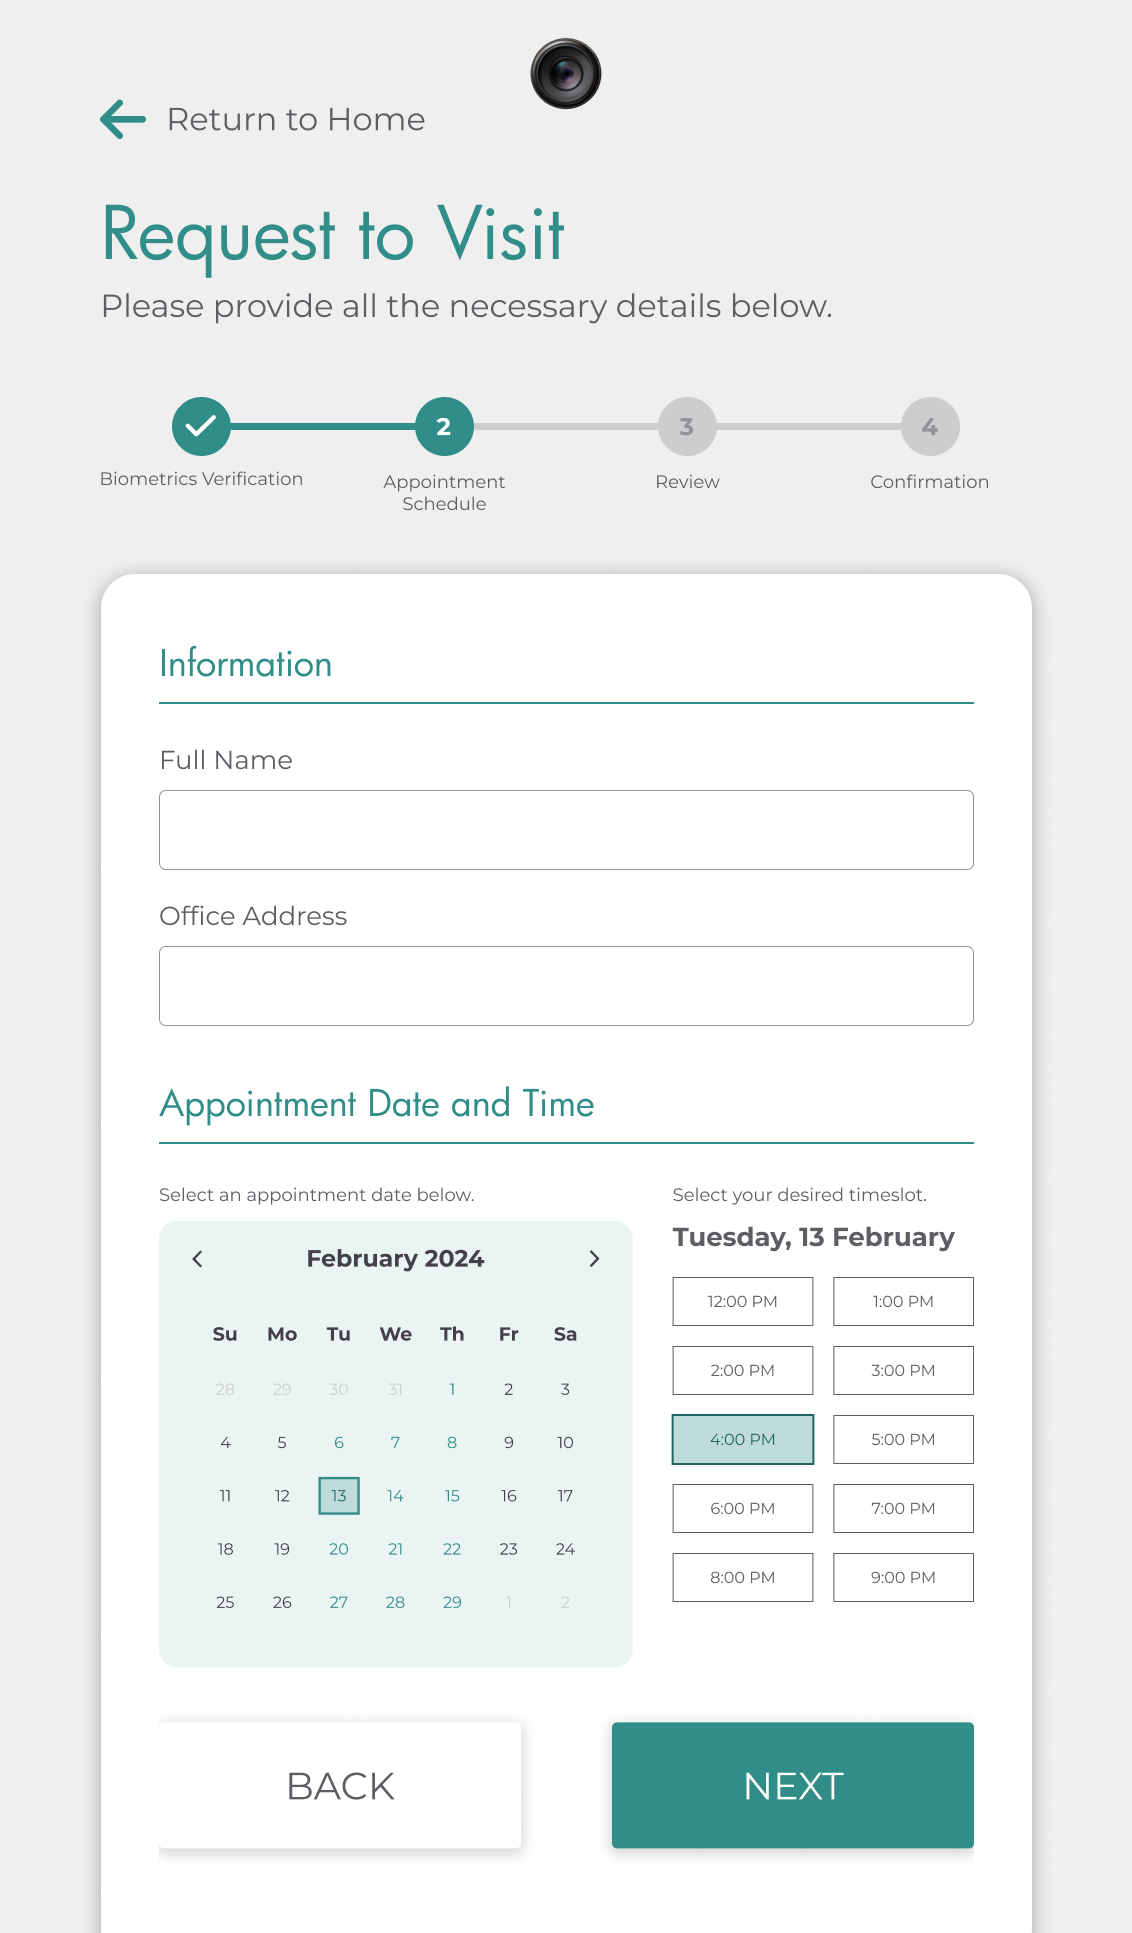 Return to Home
Request to Visit
Please provide all the necessary details below.
2
3
4
Biometrics Verification
Appointment
Schedule
Review
Confirmation
Information
Full Name
Office Address
Appointment Date and Time
Select an appointment date below.
February 2024
Su Mo Tu We Th Fr Sa
28 29 30 31 1 2 3
4 5 6 7 8 9 10
11 12 13 14 15 16 17
18 19 20 21 22 23 24
25 26 27 28 29 1 2
Select your desired timeslot.
Tuesday, 13 February
12:00 PM 1:00 PM
2:00 PM 3:00 PM
4:00 PM 5:00 PM
6:00 PM 7:00 PM
8:00 PM 9:00 PM
BACK
NEXT